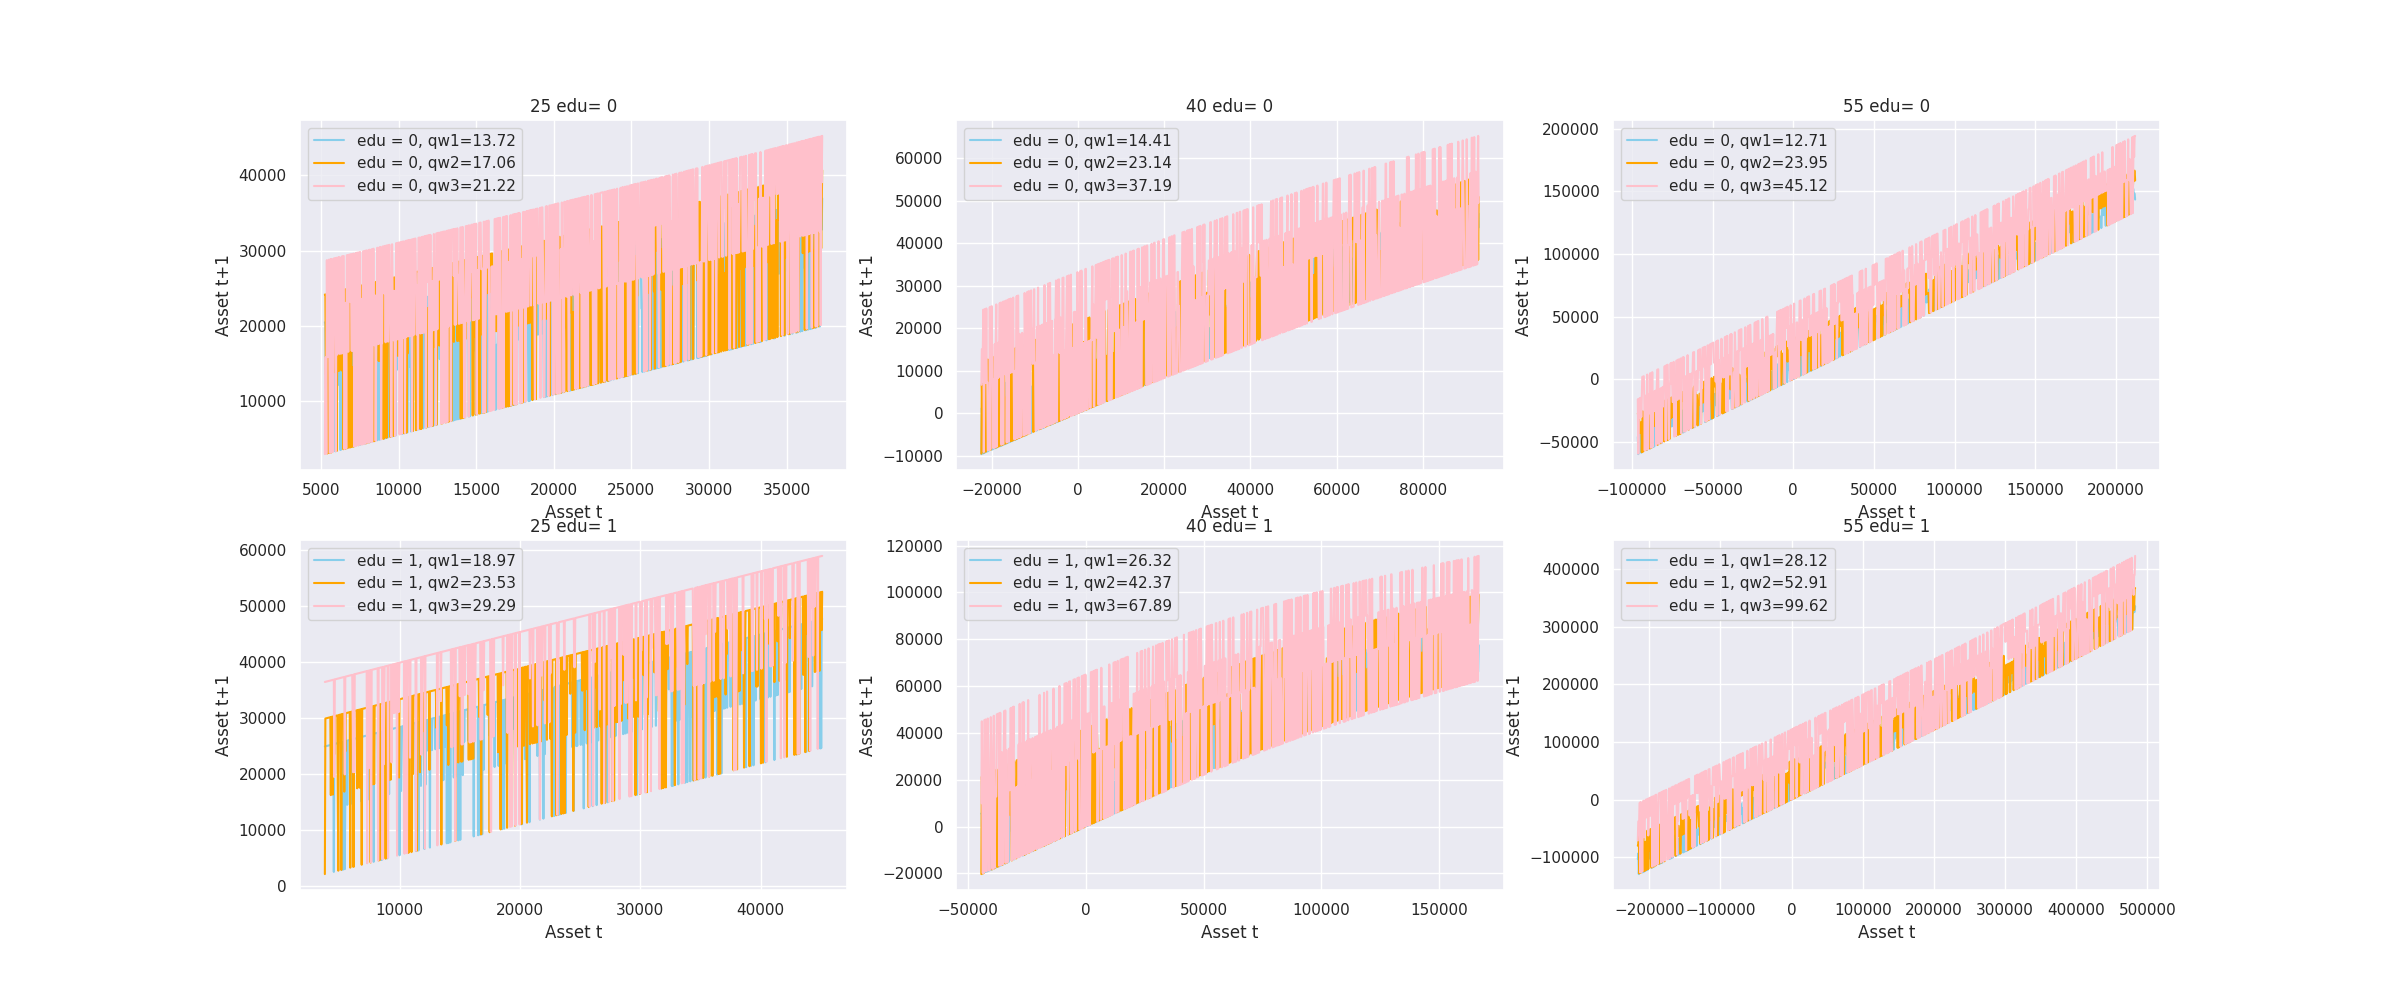 25 edu= 0
edu = 0, qw1=13.72
edu = 0, qw2=17.06
edu = 0, qw3=21.22
Asset t+1
40000
30000
20000
10000
5000 10000 15000 20000 25000 30000 35000
Asset t
40 edu= 0
edu = 0, qw1=14.41
edu = 0, qw2=23.14
edu = 0, qw3=37.19
Asset t+1
60000
50000
40000
30000
20000
10000
0
−10000
−20000 0 20000 40000 60000 80000
Asset t
55 edu= 0
edu = 0, qw1=12.71
edu = 0, qw2=23.95
edu = 0, qw3=45.12
Asset t+1
200000
150000
100000
50000
0
−50000
−100000 −50000 0 50000 100000 150000 200000
Asset t
25 edu= 1
edu = 1, qw1=18.97
edu = 1, qw2=23.53
edu = 1, qw3=29.29
Asset t+1
60000
50000
40000
30000
20000
10000
0
10000 20000 30000 40000
Asset t
40 edu= 1
edu = 1, qw1=26.32
edu = 1, qw2=42.37
edu = 1, qw3=67.89
Asset t+1
120000
100000
80000
60000
40000
20000
0
−20000
−50000 0 50000 100000 150000
Asset t
55 edu= 1
edu = 1, qw1=28.12
edu = 1, qw2=52.91
edu = 1, qw3=99.62
Asset t+1
400000
300000
200000
100000
0
−100000
−200000 −100000 0 100000 200000 300000 400000 500000
Asset t